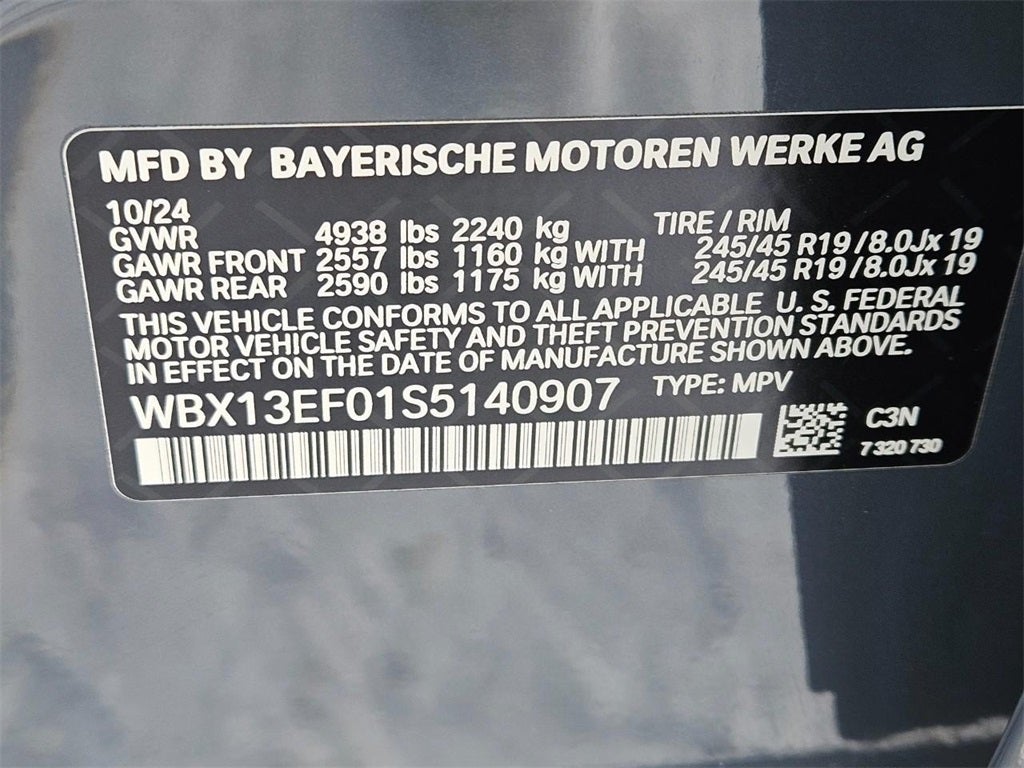 MFD BY BAYERISCHE MOTOREN WERKE AG
10/24 TIRE / RIM
GVWR 4938 lbs 2240 kg
GAWR FRONT 2557 lbs 1160 kg WITH 245/45 R19 /8.0Jx 19
GAWR REAR 2590 lbs 1175 kg WITH 245/45 R19 /8.0Jx 19
THIS VEHICLE CONFORMS TO ALL APPLICABLE U. S. FEDERAL
MOTOR VEHICLE SAFETY AND THEFT PREVENTION STANDARDS
IN EFFECT ON THE DATE OF MANUFACTURE SHOWN ABOVE.
WBX13EF01S5140907 TYPE: MPV
C3N
7 320 730